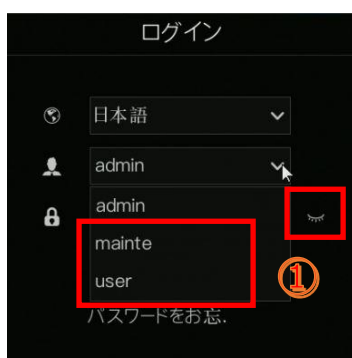 ログイン
日本語
admin
admin
mainte
user
①
パスワードをお忘.